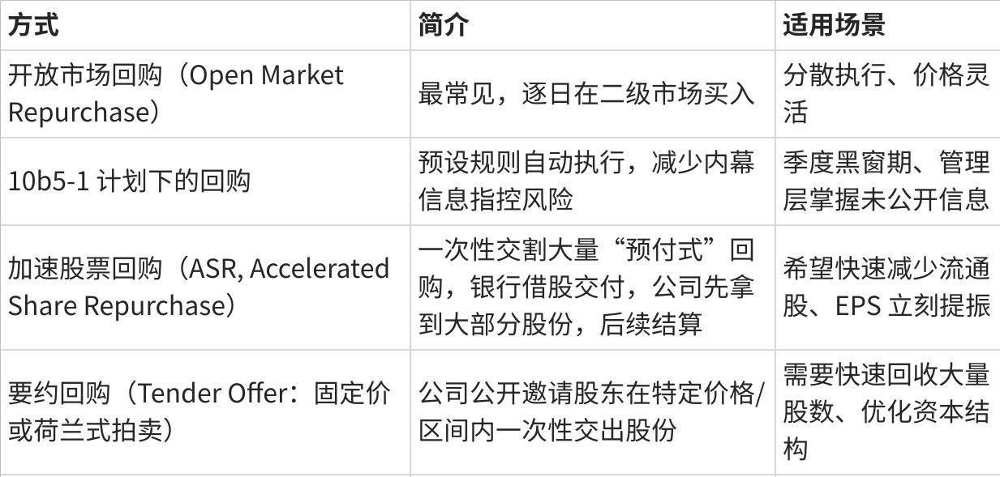 方式
简介
适用场景
开放市场回购（Open Market
Repurchase）
最常见，逐日在二级市场买入
分散执行、价格灵
活
10b5-1 计划下的回购
预设规则自动执行，减少内幕
信息指控风险
季度黑窗期、管理
层掌握未公开信息
加速股票回购（ASR, Accelerated
Share Repurchase）
一次性交割大量“预付式”回
购，银行借股交付，公司先拿
到大部分股份，后续结算
希望快速减少流通
股、EPS 立刻提振
要约回购（Tender Offer：固定价
或荷兰式拍卖）
公司公开邀请股东在特定价格/
区间内一次性交出股份
需要快速回收大量
股数、优化资本结
构